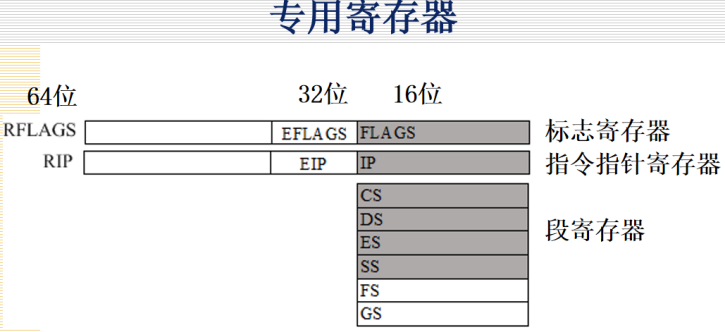 专用寄存器
64位 32位 16位
RFLAGS EFLAGS FLAGS 标志寄存器
RIP EIP IP 指令指针寄存器
CS
DS
ES
SS
FS
GS
段寄存器